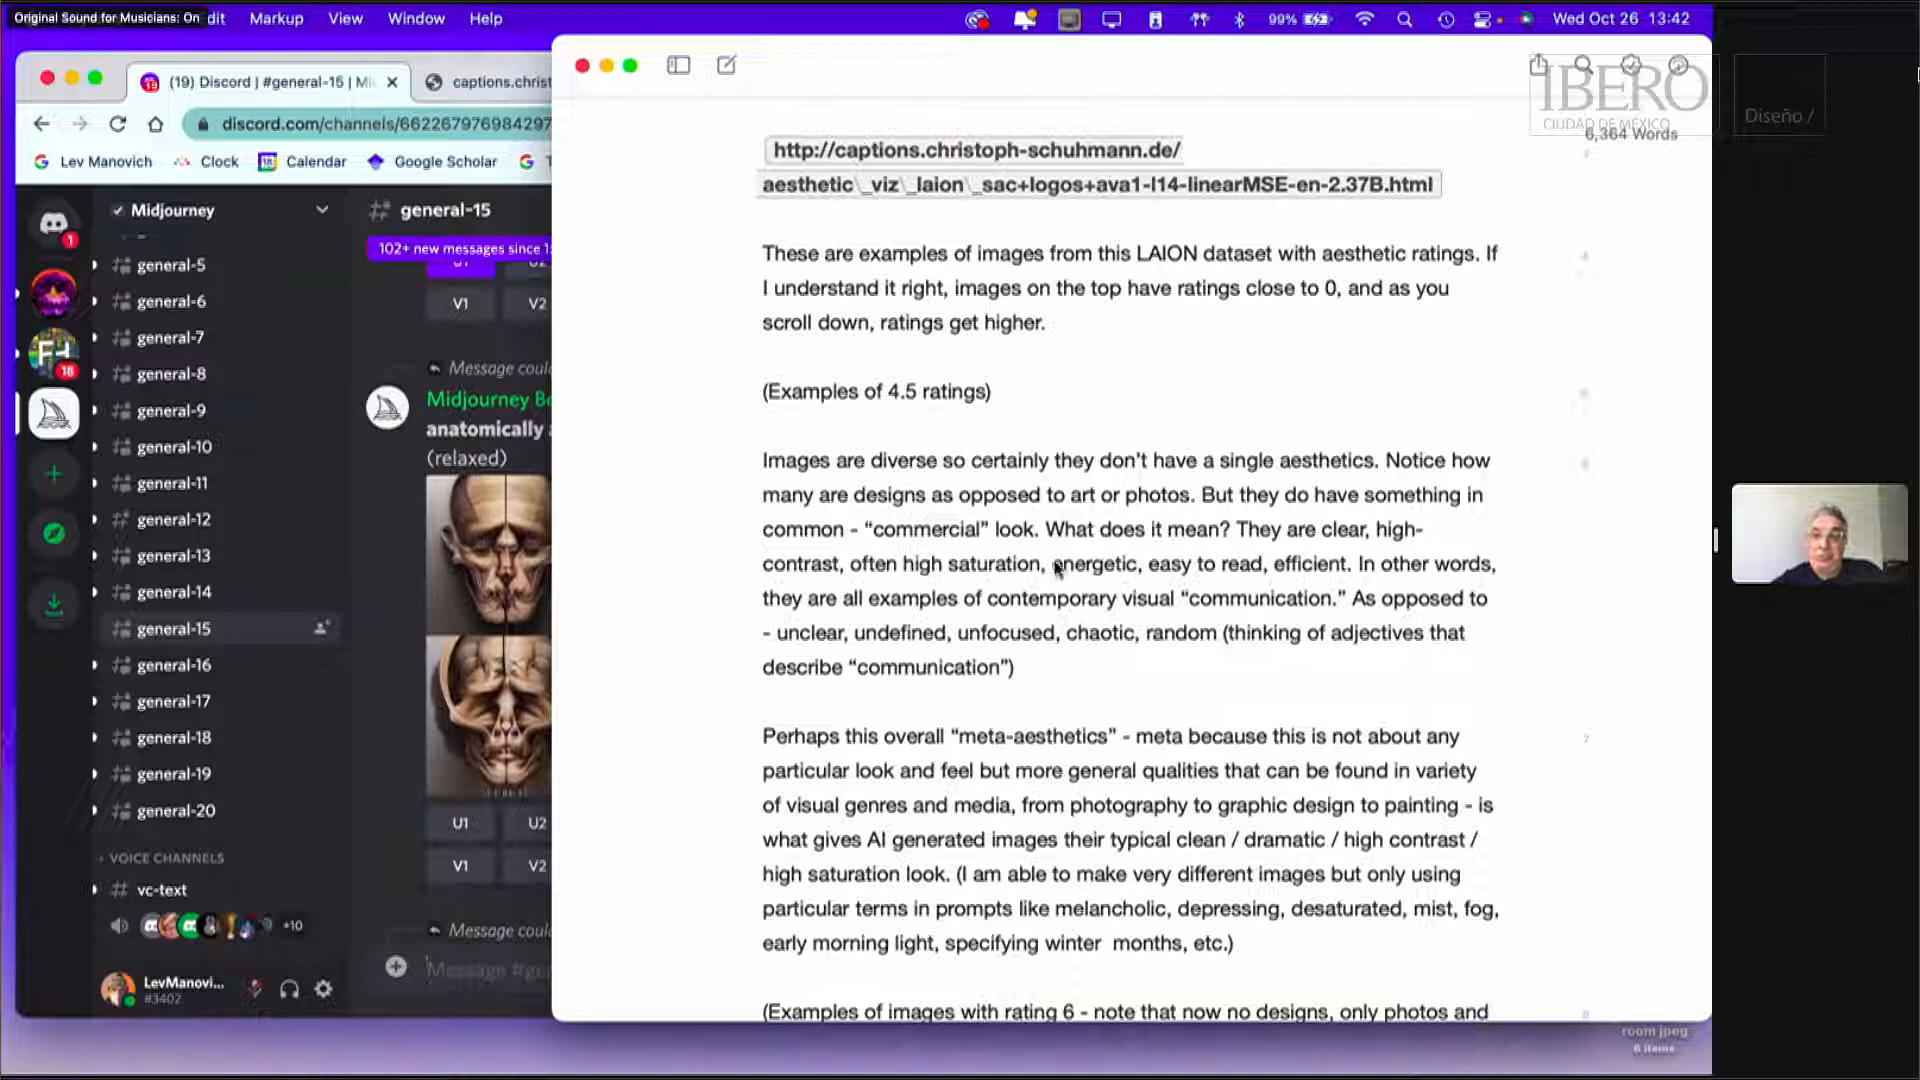 Original Sound for Musicians: On
dit Markup View Window Help
99%
Wed Oct 26 13:42
(19) Discord | #general-15 | Mi
captions.christ
discord.com/channels/662267976984297
Lev Manovich Clock Calendar Google Scholar
Midjourney
general-5
general-6
general-7
general-8
general-9
general-10
general-11
general-12
general-13
general-14
general-15
general-16
general-17
general-18
general-19
general-20
VOICE CHANNELS
vc-text
+10
LevManovi...
#3402
1
18
general-15
102+ new messages since 1
V1 V2
Message coul
Midjourney B
anatomically
(relaxed)
U1 U2
V1 V2
Message coul
Message #ge
6,364 Words
http://captions.christoph-schuhmann.de/
aesthetic\_viz\_laion\_sac+logos+ava1-l14-linearMSE-en-2.37B.html
These are examples of images from this LAION dataset with aesthetic ratings. If
I understand it right, images on the top have ratings close to 0, and as you
scroll down, ratings get higher.
(Examples of 4.5 ratings)
Images are diverse so certainly they don't have a single aesthetics. Notice how
many are designs as opposed to art or photos. But they do have something in
common - “commercial” look. What does it mean? They are clear, high-
contrast, often high saturation, energetic, easy to read, efficient. In other words,
they are all examples of contemporary visual “communication.” As opposed to
- unclear, undefined, unfocused, chaotic, random (thinking of adjectives that
describe “communication”)
Perhaps this overall “meta-aesthetics” - meta because this is not about any
particular look and feel but more general qualities that can be found in variety
of visual genres and media, from photography to graphic design to painting - is
what gives AI generated images their typical clean / dramatic / high contrast /
high saturation look. (I am able to make very different images but only using
particular terms in prompts like melancholic, depressing, desaturated, mist, fog,
early morning light, specifying winter months, etc.)
(Examples of images with rating 6 - note that now no designs, only photos and
room jpeg
6 items
IBERO
CIUDAD DE MÉXICO
Diseño /